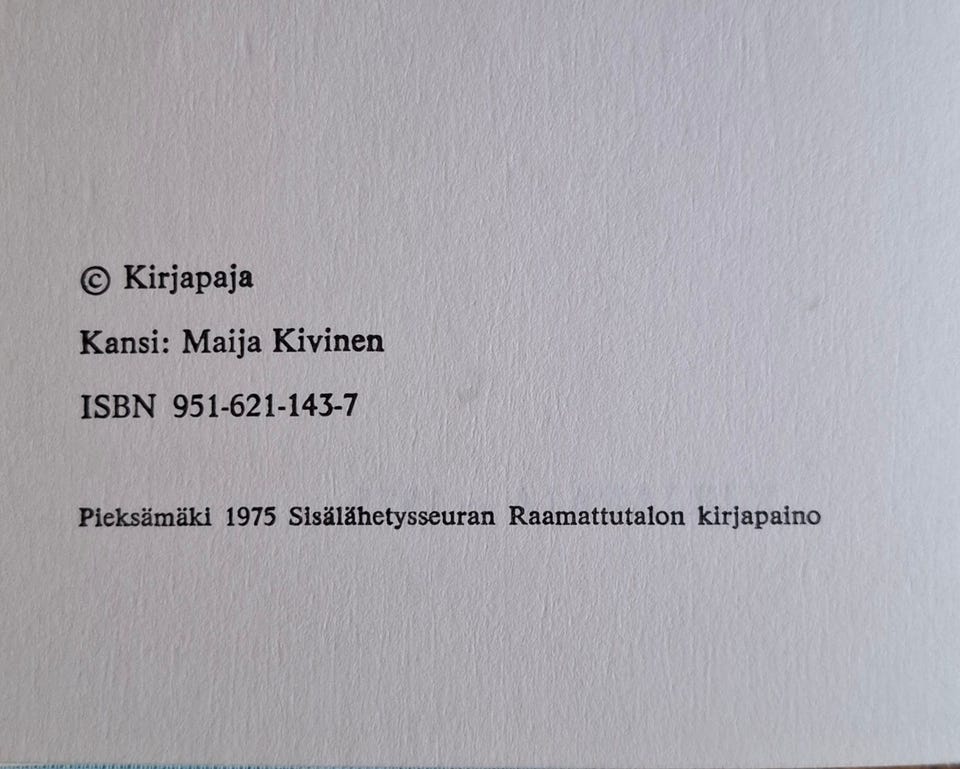 © Kirjapaja
Kansi: Maija Kivinen
ISBN 951-621-143-7
Pieksämäki 1975 Sisälähetysseuran Raamattutalon kirjapaino